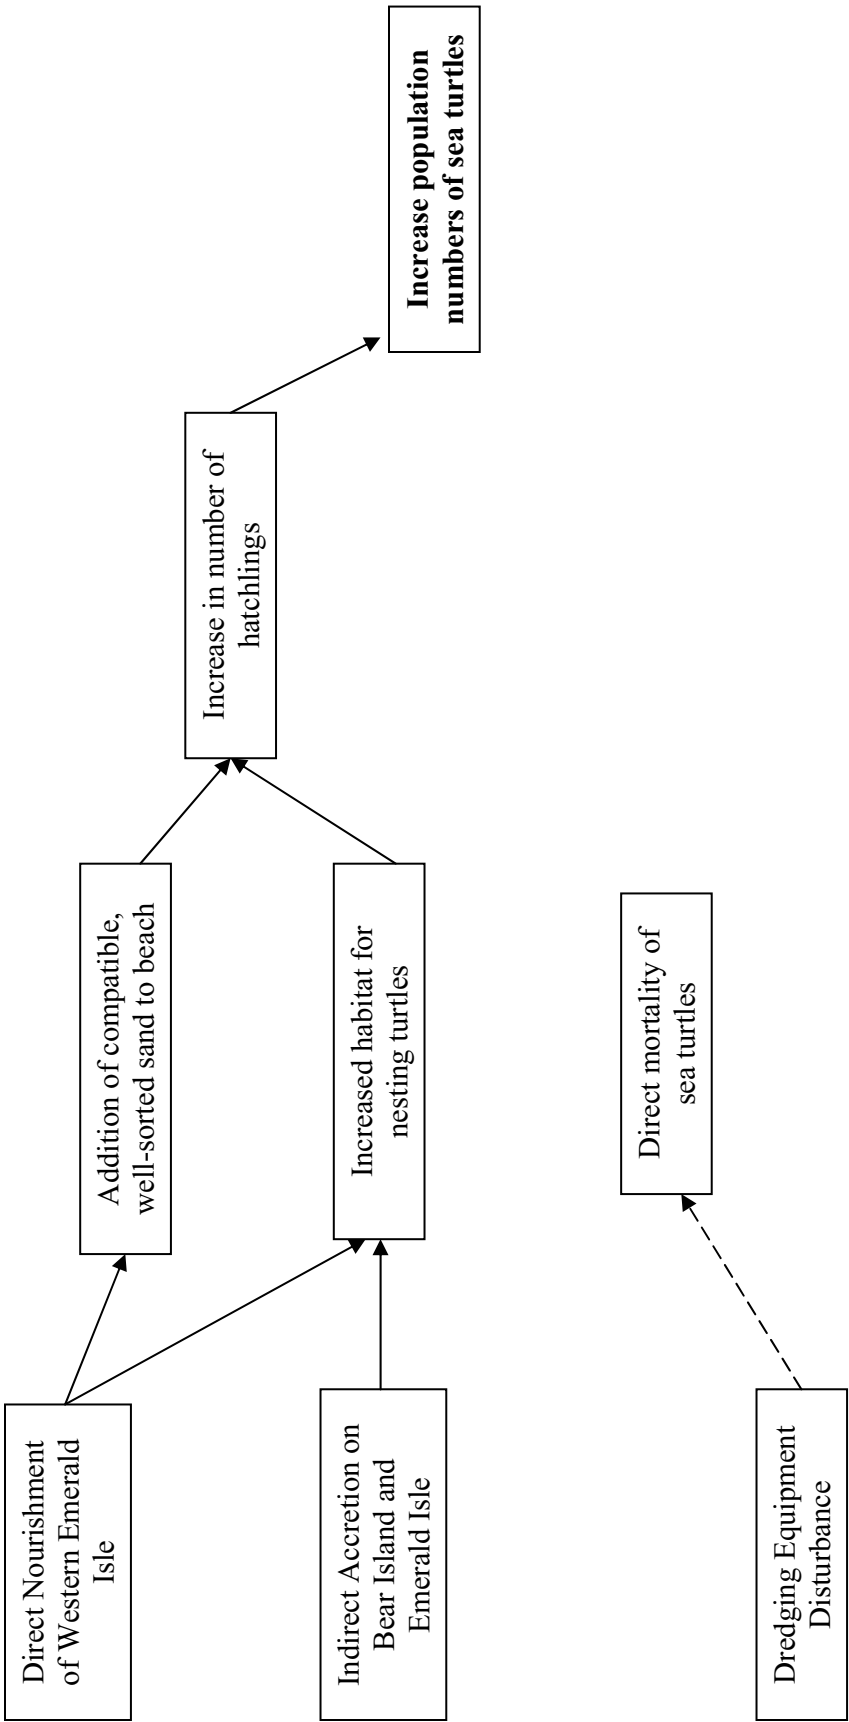 Direct Nourishment
of Western Emerald
Isle
Indirect Accretion on
Bear Island and
Emerald Isle
Dredging Equipment
Disturbance
Addition of compatible,
well-sorted sand to beach
Increased habitat for
nesting turtles
Direct mortality of
sea turtles
Increase in number of
hatchlings
Increase population
numbers of sea turtles